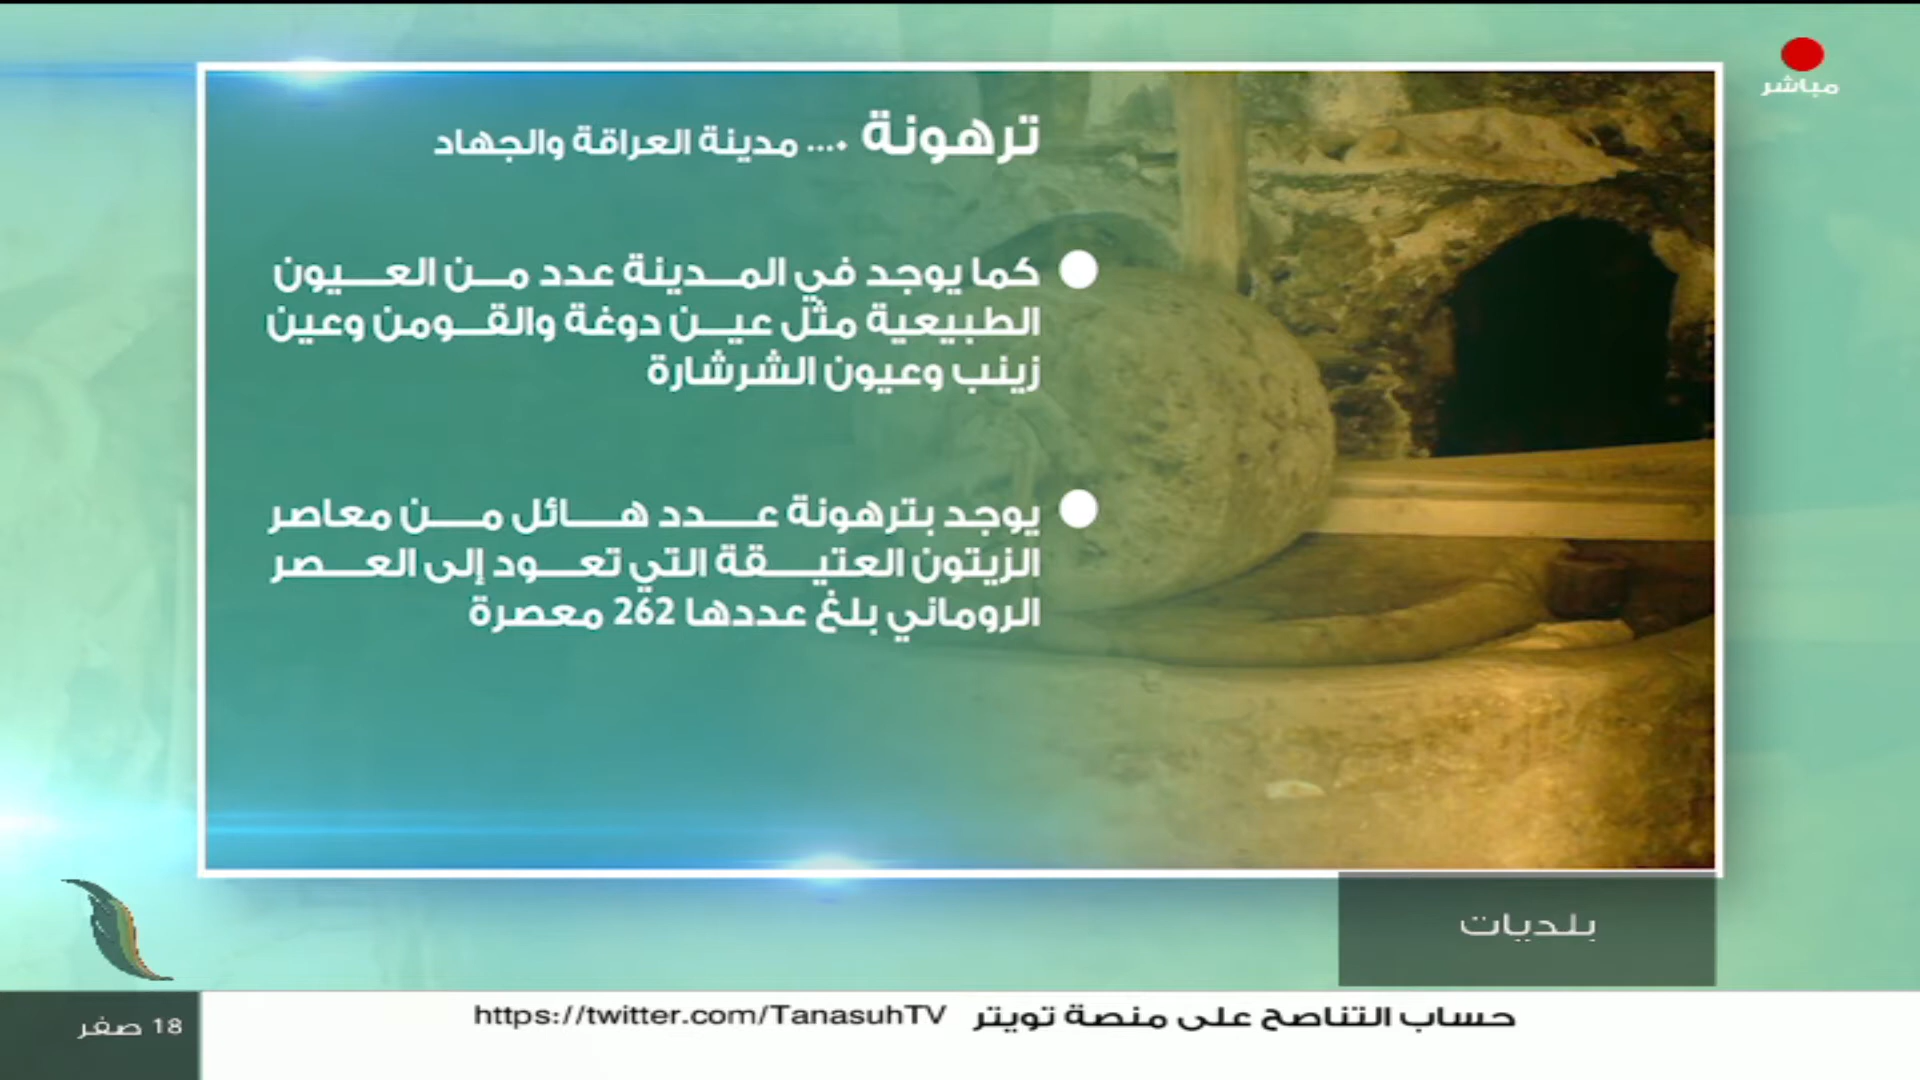 مباشر
ترهونة .... مدينة العراقة والجهاد
كما يوجد في المدينة عدد من العيون
الطبيعية مثل عين دوغة والقومن وعين
زينب وعيون الشرشارة
يوجد بترهونة عدد هائل من معاصر
الزيتون العتيقة التي تعود إلى العصر
الروماني بلغ عددها 262 معصرة
بلديات
حساب التناصح على منصة تويتر https://twitter.com/TanasuhTV
18 صفر